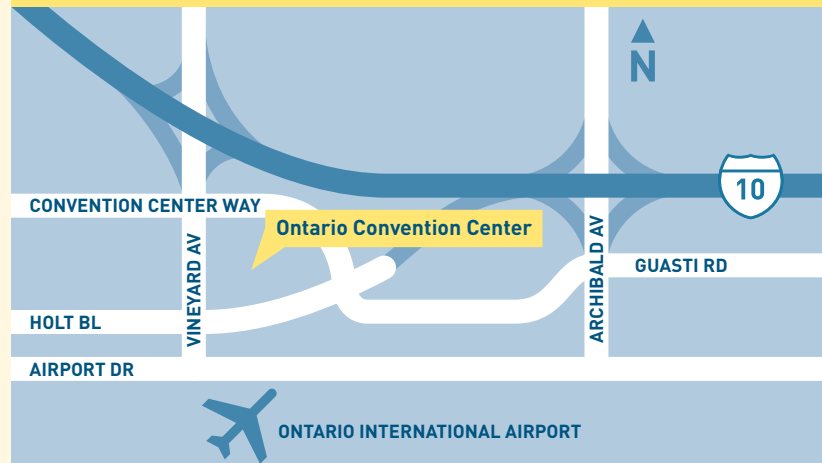 N
10
CONVENTION CENTER WAY
Ontario Convention Center
VINEYARD AV
ARCHIBALD AV
GUASTI RD
HOLT BL
AIRPORT DR
ONTARIO INTERNATIONAL AIRPORT